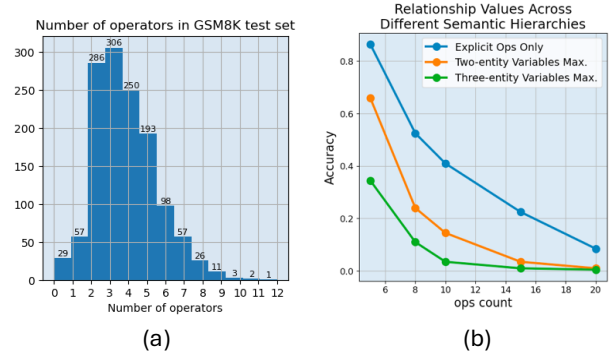 Number of operators in GSM8K test set
300
250
200
150
100
50
0
29
57
286
306
250
193
98
57
26
11
3
2
1
0 1 2 3 4 5 6 7 8 9 10 11 12
Number of operators
(a)
Relationship Values Across
Different Semantic Hierarchies
Explicit Ops Only
Two-entity Variables Max.
Three-entity Variables Max.
Accuracy
0.8
0.6
0.4
0.2
0.0
6 8 10 12 14 16 18 20
ops count
(b)